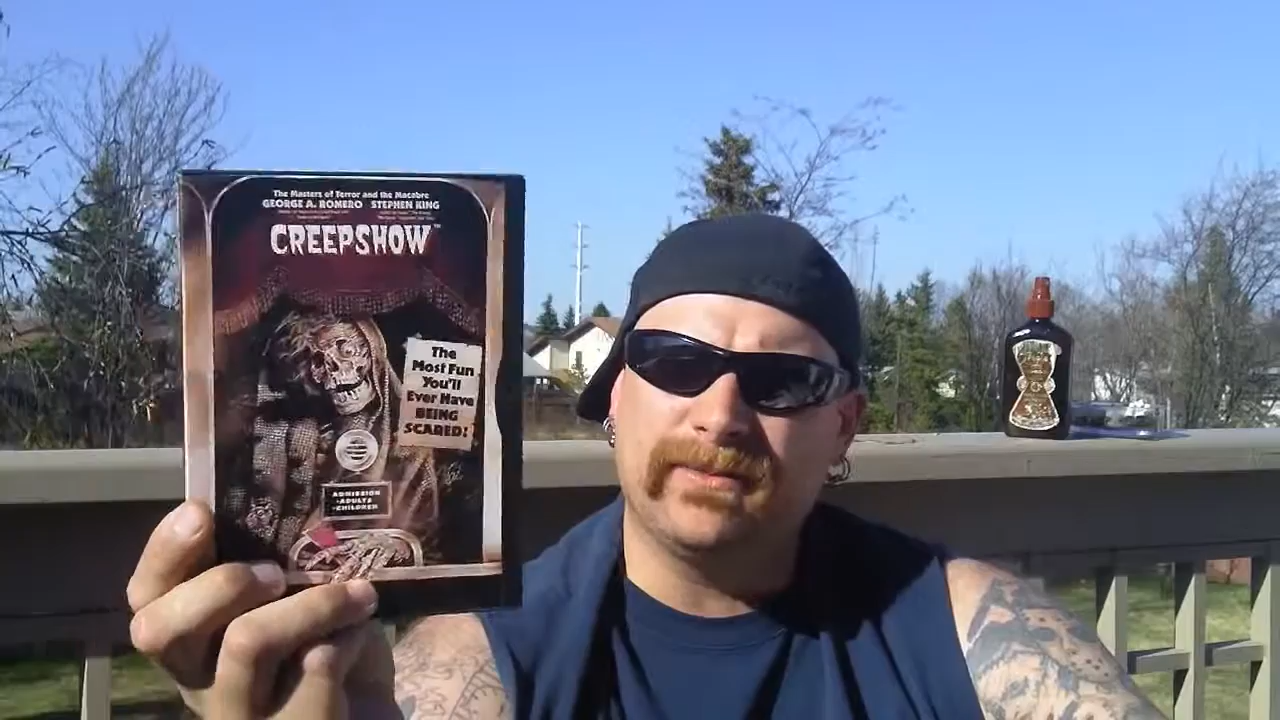 The Masters of Terror and the Macabre
GEORGE A. ROMERO STEPHEN KING
CREEPSHOW™
The
Most Fun
You'll
Ever Have
BEING
SCARED!
ADMISSION
·ADULTS
·CHILDREN